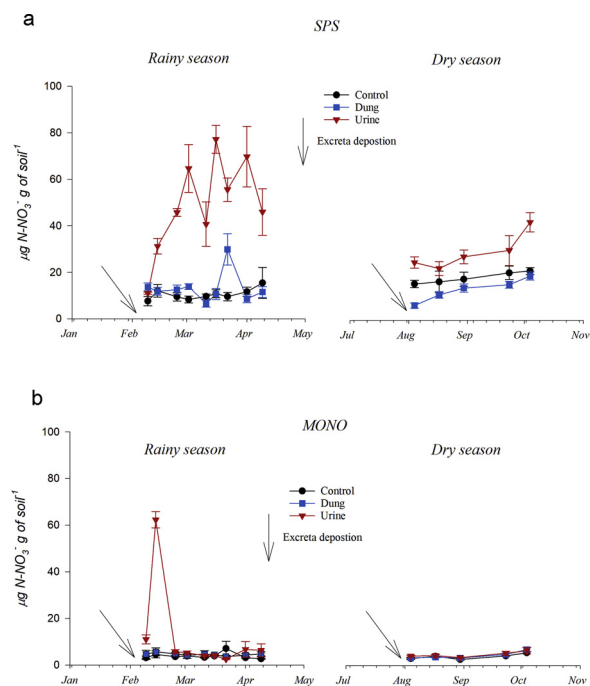 a
SPS
Rainy season
Dry season
100
80
60
40
20
0
µg N-NO3- g of soil-1
Control
Dung
Urine
Excreta depostion
Jan Feb Mar Apr May
Jul Aug Sep Oct Nov
b
MONO
Rainy season
Dry season
100
80
60
40
20
0
µg N-NO3- g of soil-1
Control
Dung
Urine
Excreta depostion
Jan Feb Mar Apr May
Jul Aug Sep Oct Nov